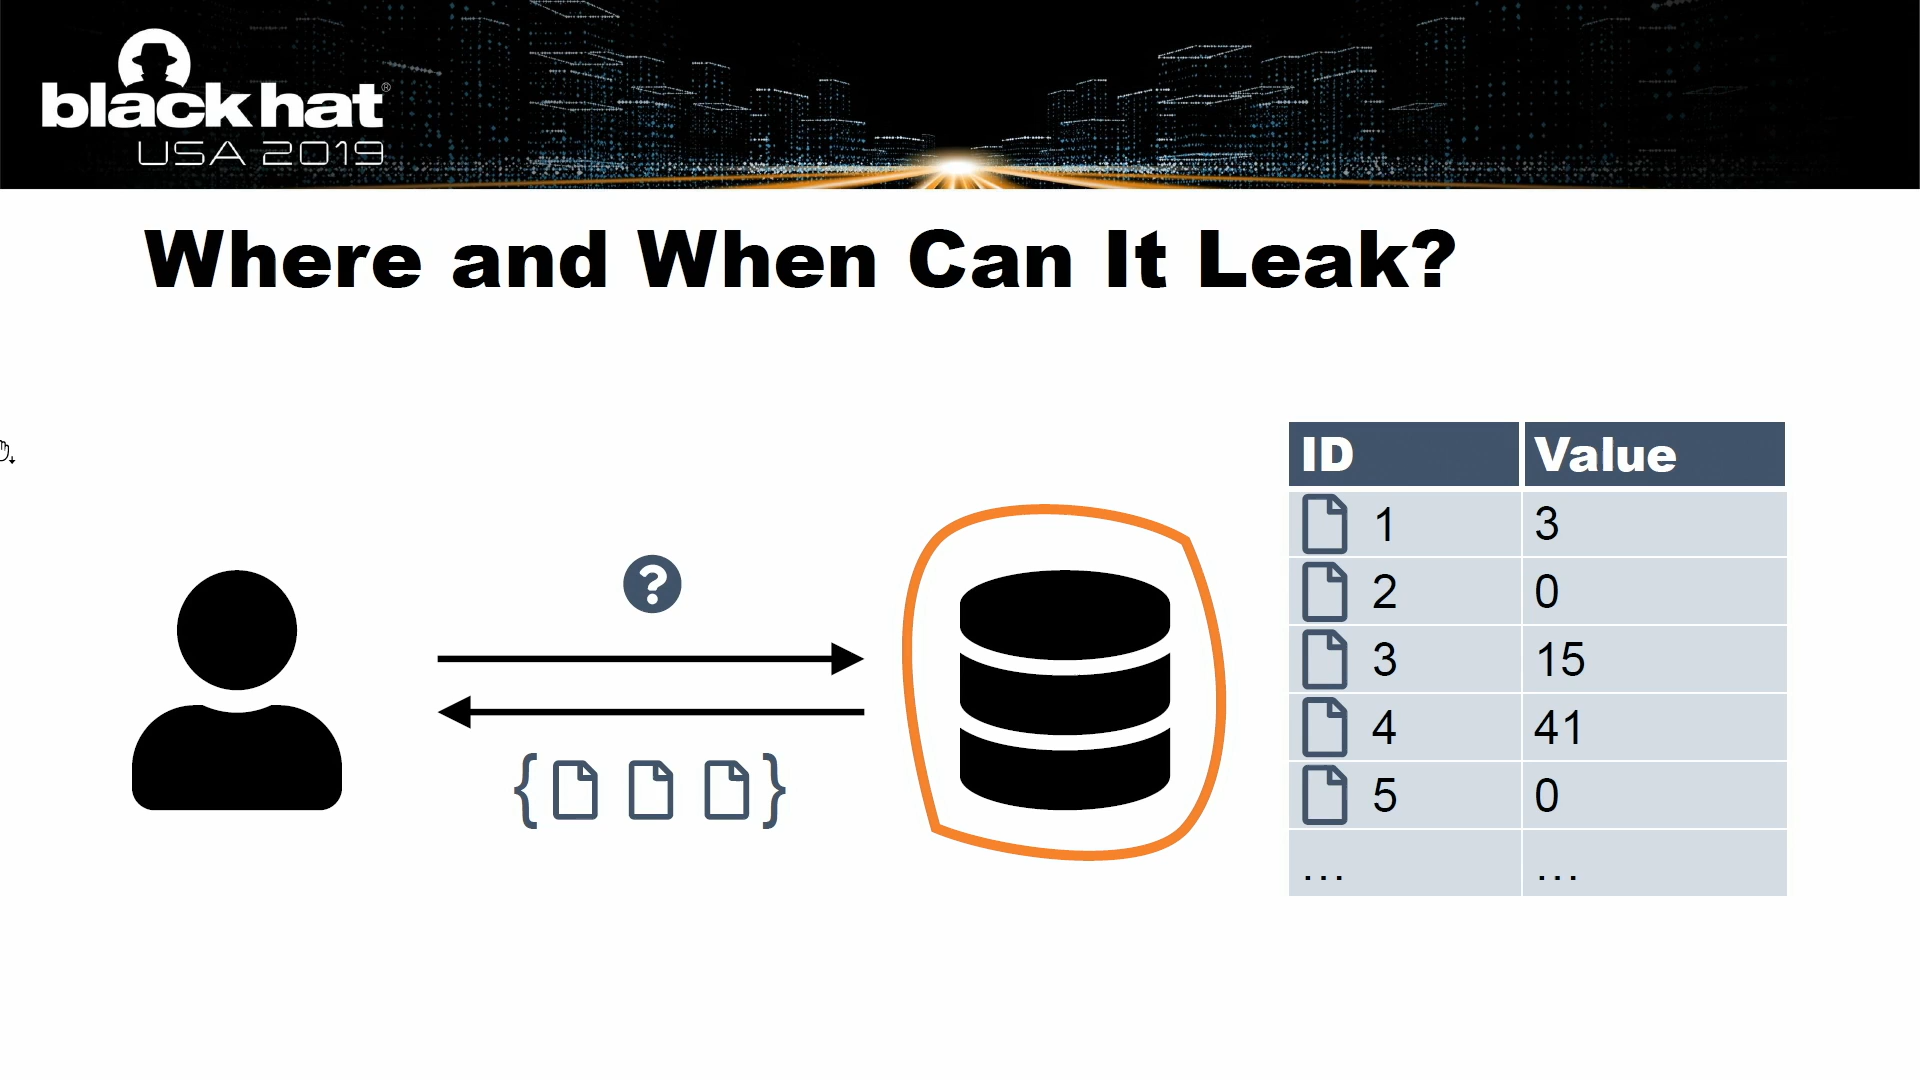 black hat®
USA 2019
Where and When Can It Leak?
?
{ }
ID Value
1 3
2 0
3 15
4 41
5 0
... ...